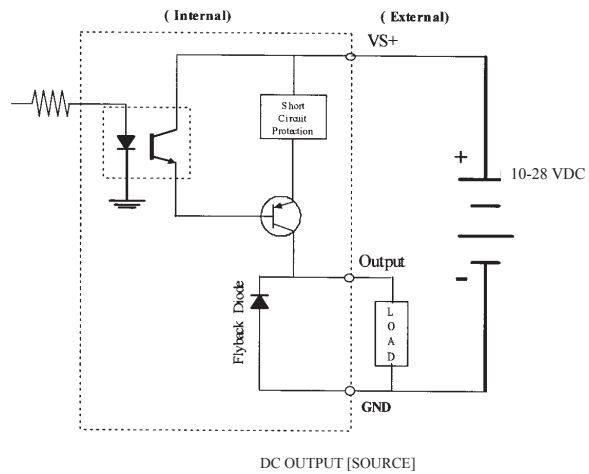 ( Internal)
( External)
VS+
Short
Circuit
Protection
+
10-28 VDC
Output
-
Flyback Diode
L
O
A
D
GND
DC OUTPUT [SOURCE]